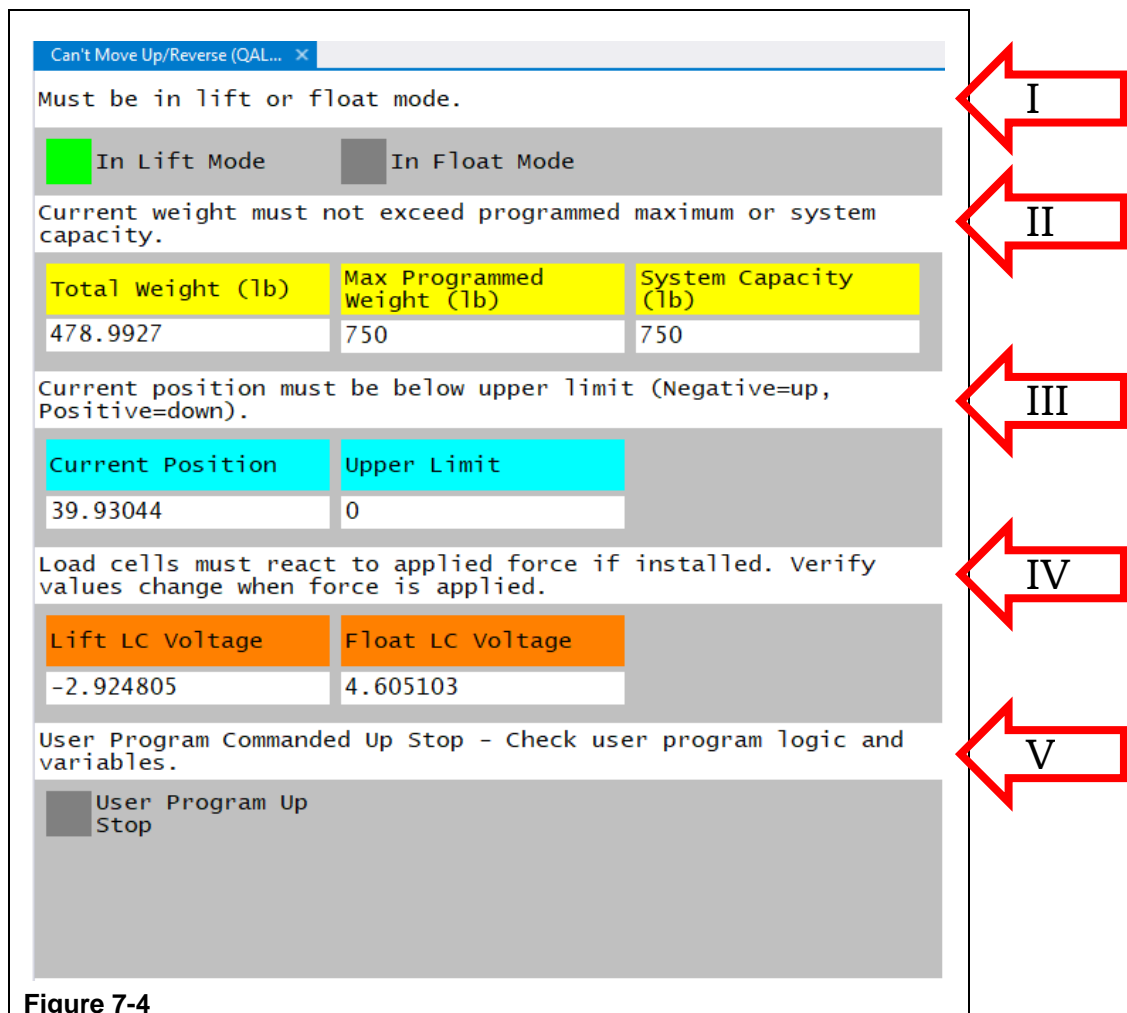 Can't Move Up/Reverse (QAL... ×
Must be in lift or float mode.
I
In Lift Mode
In Float Mode
Current weight must not exceed programmed maximum or system
capacity.
II
Total Weight (lb)
Max Programmed
Weight (lb)
System Capacity
(lb)
478.9927
750
750
Current position must be below upper limit (Negative=up,
Positive=down).
III
Current Position
Upper Limit
39.93044
0
Load cells must react to applied force if installed. Verify
values change when force is applied.
IV
Lift LC Voltage
Float LC Voltage
-2.924805
4.605103
User Program Commanded Up Stop - Check user program logic and
variables.
V
User Program Up
Stop
Figure 7-4